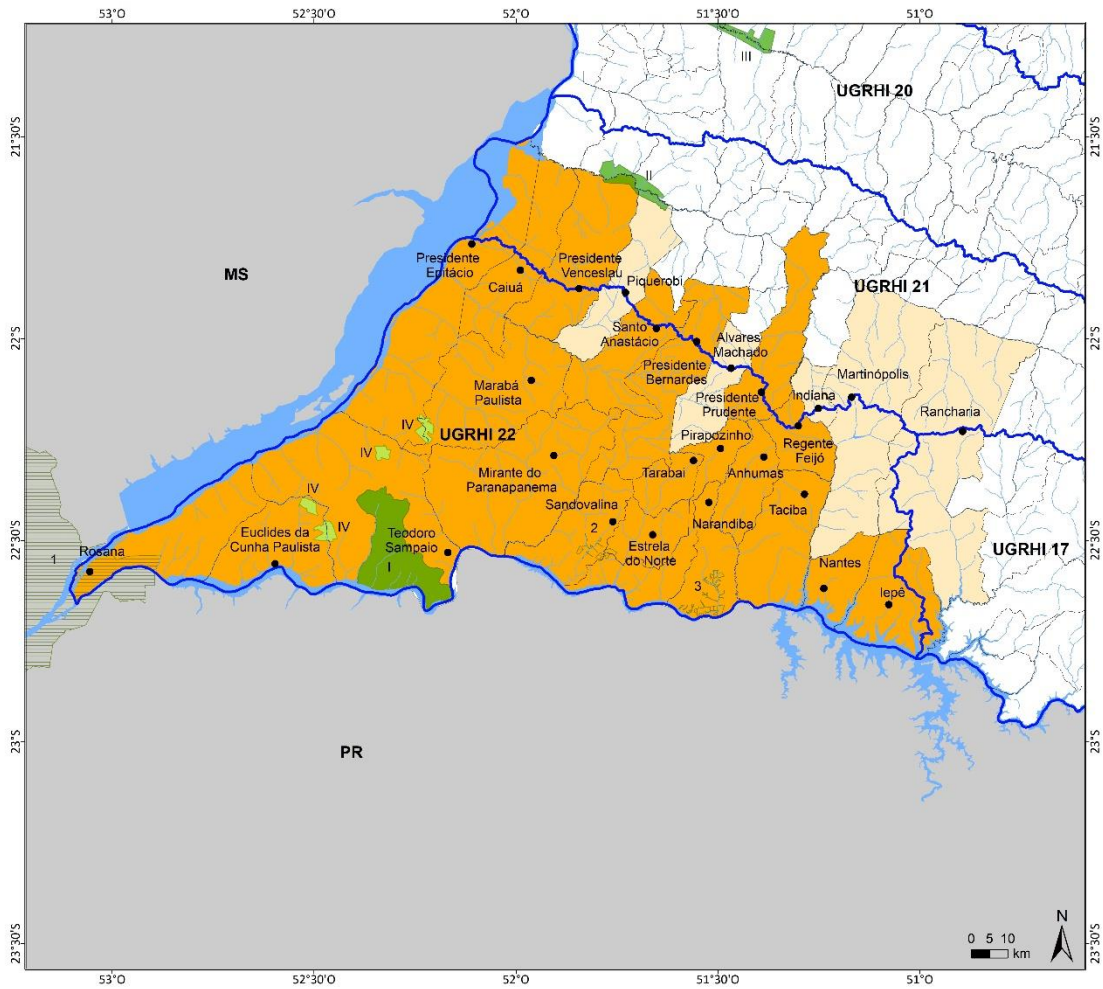 53°O
52°30'O
52°O
51°30'O
51°O
III
UGRHI 20
21°30'S
21°30'S
II
MS
Presidente
Epitácio
Caiuá
Presidente
Venceslau
Piquerobi
UGRHI 21
22°S
22°S
Santo
Anastácio
Alvares
Machado
Presidente
Bernardes
Martinópolis
Marabá
Paulista
Presidente
Prudente
Indiana
Rancharia
IV
UGRHI 22
Pirapozinho
Regente
Feijó
IV
Mirante do
Paranapanema
Tarabai
Anhumas
IV
Sandovalina
Narandiba
Taciba
22°30'S
22°30'S
1
Rosana
Euclides da
Cunha Paulista
IV
Teodoro
Sampaio
I
2
Estrela
do Norte
UGRHI 17
3
Nantes
Iepê
23°S
23°S
PR
N
0 5 10
km
23°30'S
23°30'S
53°O
52°30'O
52°O
51°30'O
51°O